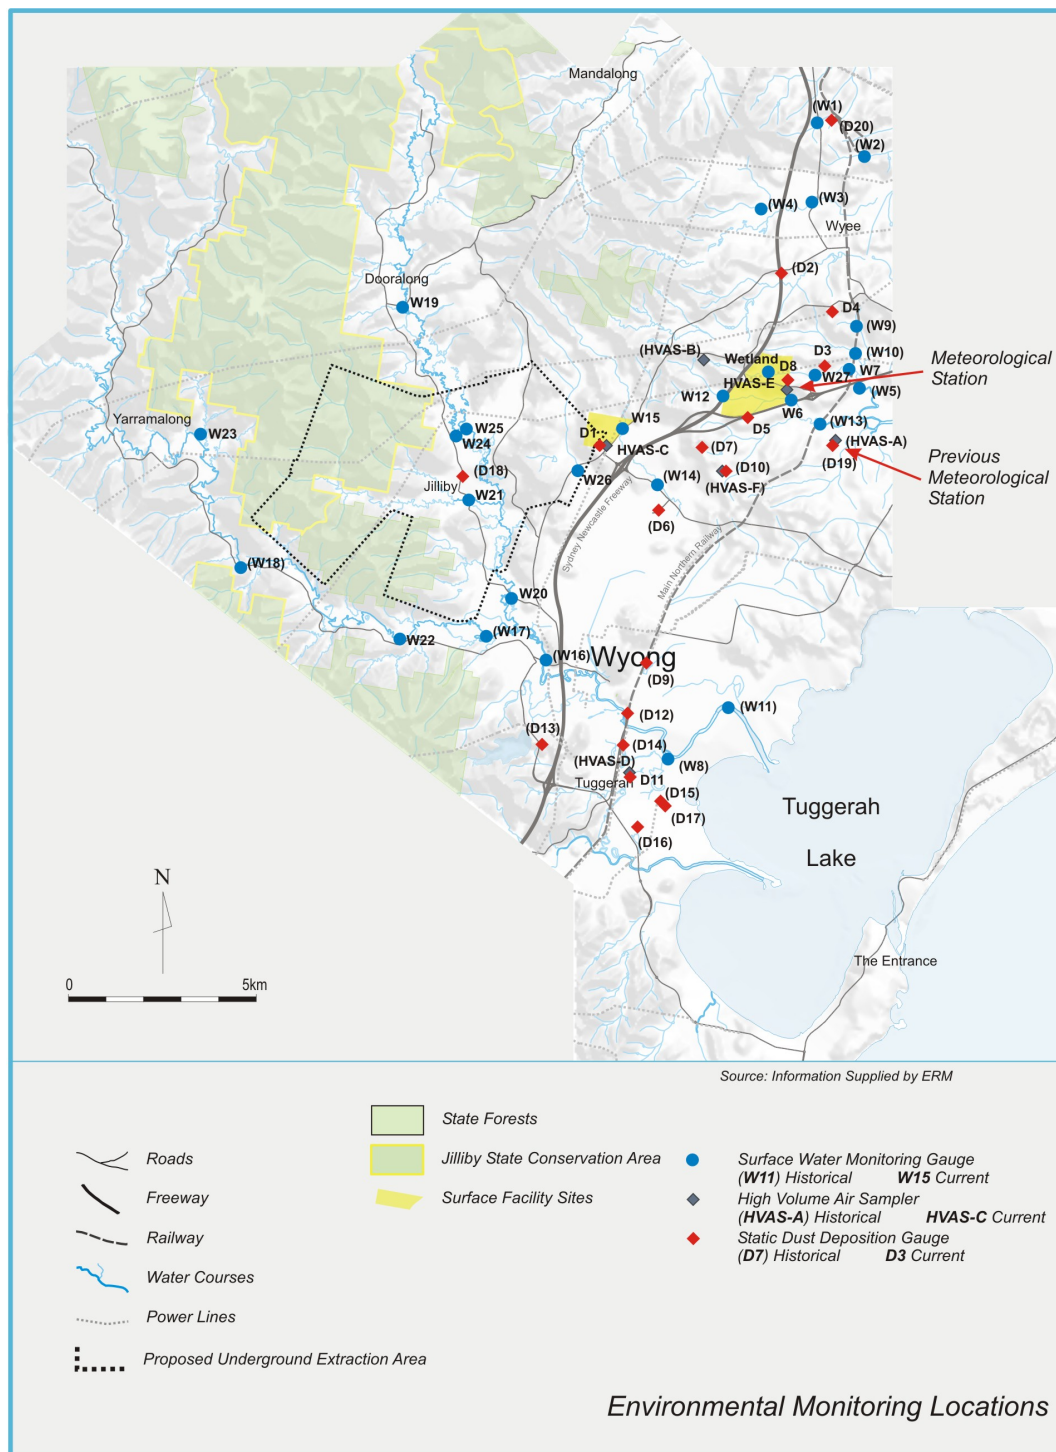 Mandalong
(W1)
(D20)
(W2)
(W3)
(W4)
Wyee
(D2)
Dooralong
W19
D4
(W9)
(HVAS-B)
Wetland
D3
(W10)
D8
W7
HVAS-E
W27
(W5)
Meteorological
Station
W12
W6
Yarramalong
W23
W25
W24
D1
W15
HVAS-C
D5
(W13)
(HVAS-A)
(D7)
(D19)
Previous
Meteorological
Station
(D18)
Jilliby
W21
W26
(W14)
(D10)
(HVAS-F)
(D6)
Sydney Newcastle Freeway
Main Northern Railway
(W18)
W20
W22
(W17)
(W16)
Wyong
(D9)
(W11)
(D12)
(D13)
(D14)
(HVAS-D)
(W8)
Tuggerah
D11
(D15)
(D17)
(D16)
Tuggerah
Lake
N
The Entrance
0 5km
Source: Information Supplied by ERM
State Forests
Roads
Jilliby State Conservation Area
Surface Water Monitoring Gauge
(W11) Historical W15 Current
Freeway
Surface Facility Sites
High Volume Air Sampler
(HVAS-A) Historical HVAS-C Current
Railway
Static Dust Deposition Gauge
(D7) Historical D3 Current
Water Courses
Power Lines
Proposed Underground Extraction Area
Environmental Monitoring Locations